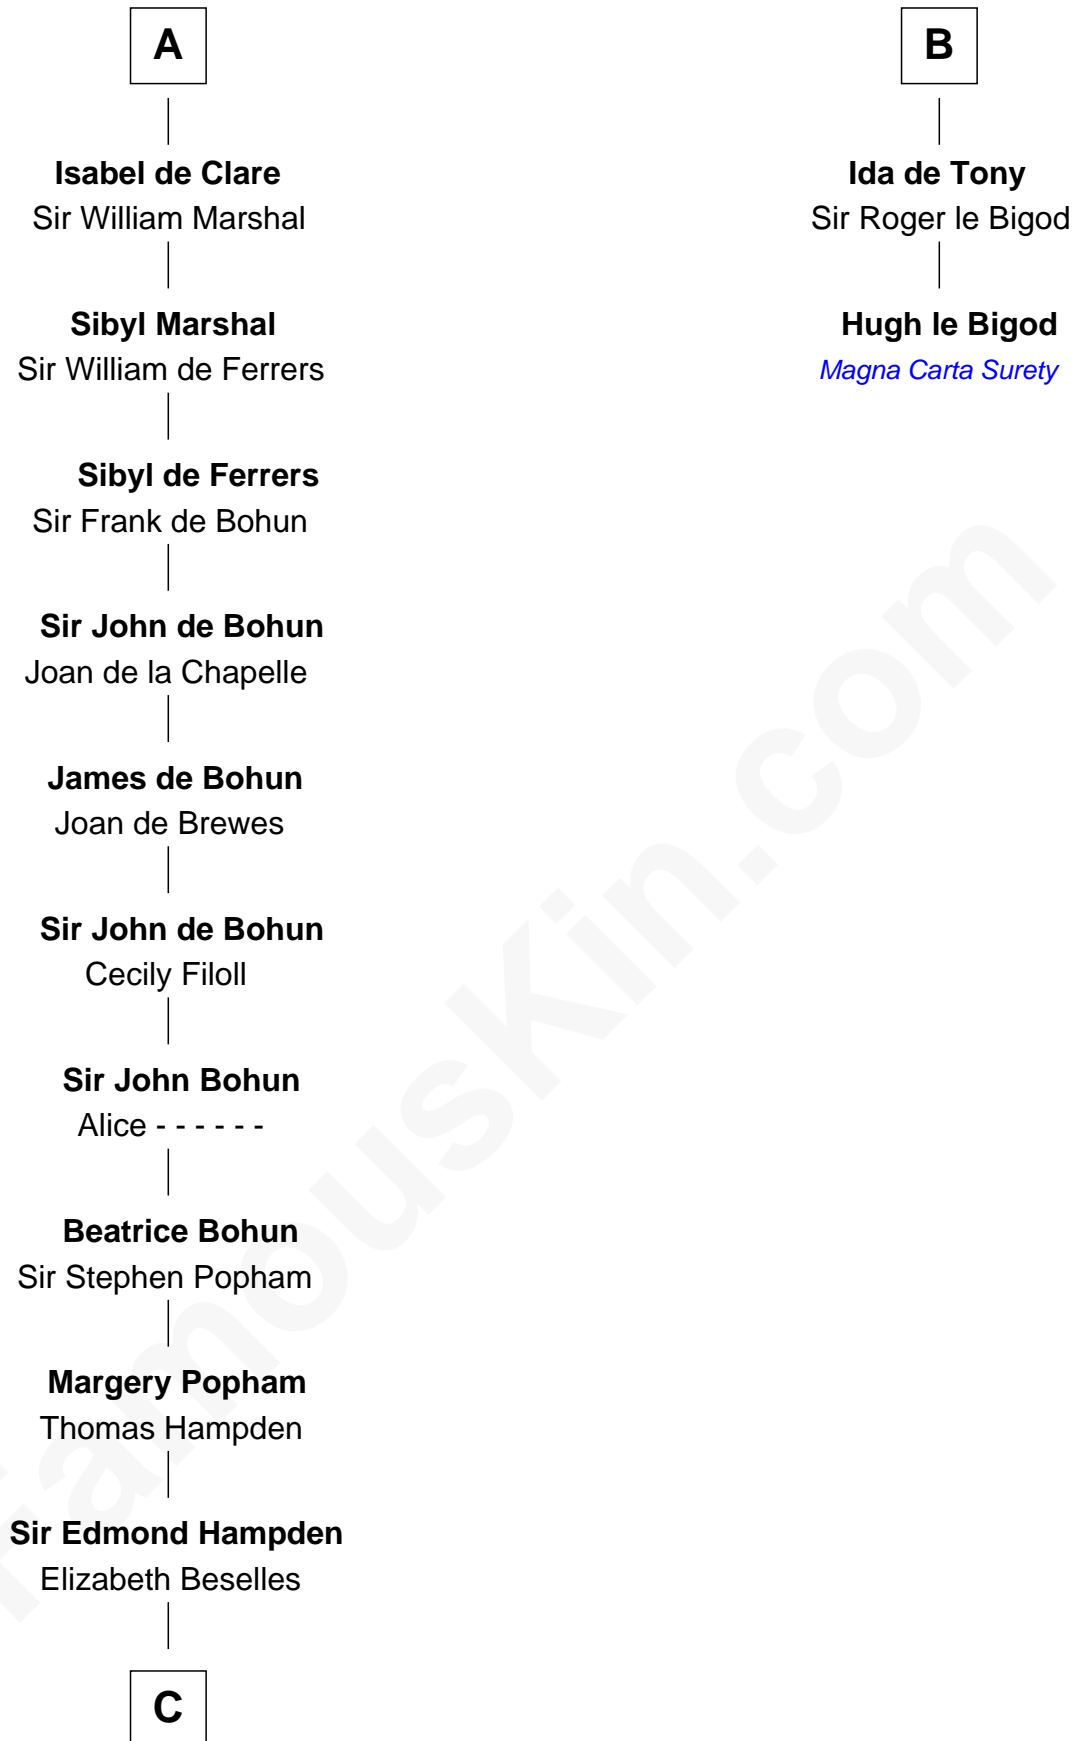 A
Isabel de Clare
Sir William Marshal
Sibyl Marshal
Sir William de Ferrers
Sibyl de Ferrers
Sir Frank de Bohun
Sir John de Bohun
Joan de la Chapelle
James de Bohun
Joan de Brewes
Sir John de Bohun
Cecily Filoll
Sir John Bohun
Alice - - - - - -
Beatrice Bohun
Sir Stephen Popham
Margery Popham
Thomas Hampden
Sir Edmond Hampden
Elizabeth Beselles
C
B
Ida de Tony
Sir Roger le Bigod
Hugh le Bigod
Magna Carta Surety
FamousKin.com